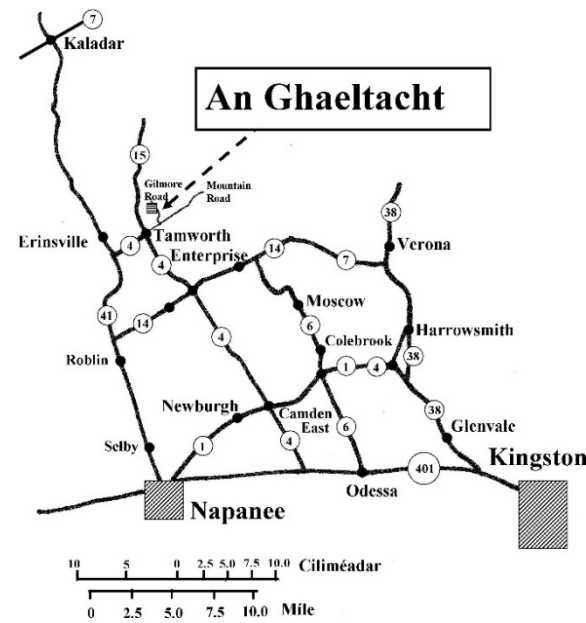 7
Kaladar
An Ghaeltacht
15
Gilmore
Road
Mountain
Road
38
Erinsville
4
Tamworth
14
Verona
Enterprise
4
7
41
14
Moscow
6
Colebrook
Harrowsmith
Roblin
4
1
4
38
Newburgh
Camden
East
38
Glenvale
Selby
1
4
6
401
Kingston
Odessa
Napanee
10 5 0 2.5 5.0 7.5 10.0 Ciliméadar
0 2.5 5.0 7.5 10.0 Míle